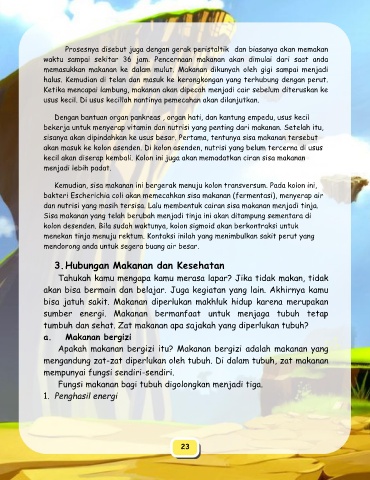 Prosesnya disebut juga dengan gerak peristaltik dan biasanya akan memakan
waktu sampai sekitar 36 jam. Pencernaan makanan akan dimulai dari saat anda
memasukkan makanan ke dalam mulut. Makanan dikunyah oleh gigi sampai menjadi
halus. Kemudian di telan dan masuk ke kerongkongan yang terhubung dengan perut.
Ketika mencapai lambung, makanan akan dipecah menjadi cair sebelum diteruskan ke
usus kecil. Di usus kecillah nantinya pemecahan akan dilanjutkan.
Dengan bantuan organ pankreas , organ hati, dan kantung empedu, usus kecil
bekerja untuk menyerap vitamin dan nutrisi yang penting dari makanan. Setelah itu,
sisanya akan dipindahkan ke usus besar. Pertama, tentunya sisa makanan tersebut
akan masuk ke kolon asenden. Di kolon asenden, nutrisi yang belum tercerna di usus
kecil akan diserap kembali. Kolon ini juga akan memadatkan cairan sisa makanan
menjadi lebih padat.
Kemudian, sisa makanan ini bergerak menuju kolon transversum. Pada kolon ini,
bakteri Escherichia coli akan memecahkan sisa makanan (fermentasi), menyerap air
dan nutrisi yang masih tersisa. Lalu membentuk cairan sisa makanan menjadi tinja.
Sisa makanan yang telah berubah menjadi tinja ini akan ditampung sementara di
kolon desenden. Bila sudah waktunya, kolon sigmoid akan berkontraksi untuk
menekan tinja menuju rektum. Kontaksi inilah yang menimbulkan sakit perut yang
mendorong anda untuk segera buang air besar.
3. Hubungan Makanan dan Kesehatan
Tahukah kamu mengapa kamu merasa lapar? Jika tidak makan, tidak
akan bisa bermain dan belajar. Juga kegiatan yang lain. Akhirnya kamu
bisa jatuh sakit. Makanan diperlukan makhluk hidup karena merupakan
sumber energi. Makanan bermanfaat untuk menjaga tubuh tetap
tumbuh dan sehat. Zat makanan apa sajakah yang diperlukan tubuh?
a. Makanan bergizi
Apakah makanan bergizi itu? Makanan bergizi adalah makanan yang
mengandung zat-zat diperlukan oleh tubuh. Di dalam tubuh, zat makanan
mempunyai fungsi sendiri-sendiri.
Fungsi makanan bagi tubuh digolongkan menjadi tiga.
1. Penghasil energi
23